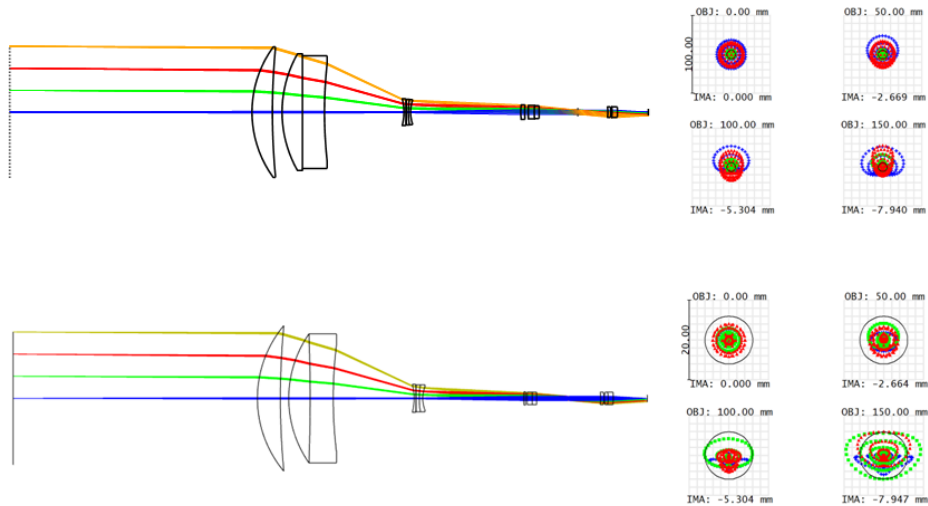 OBJ: 0.00 mm
OBJ: 50.00 mm
100.00
IMA: 0.000 mm
IMA: -2.669 mm
OBJ: 100.00 mm
OBJ: 150.00 mm
IMA: -5.304 mm
IMA: -7.940 mm
OBJ: 0.00 mm
OBJ: 50.00 mm
20.00
IMA: 0.000 mm
IMA: -2.664 mm
OBJ: 100.00 mm
OBJ: 150.00 mm
IMA: -5.304 mm
IMA: -7.947 mm